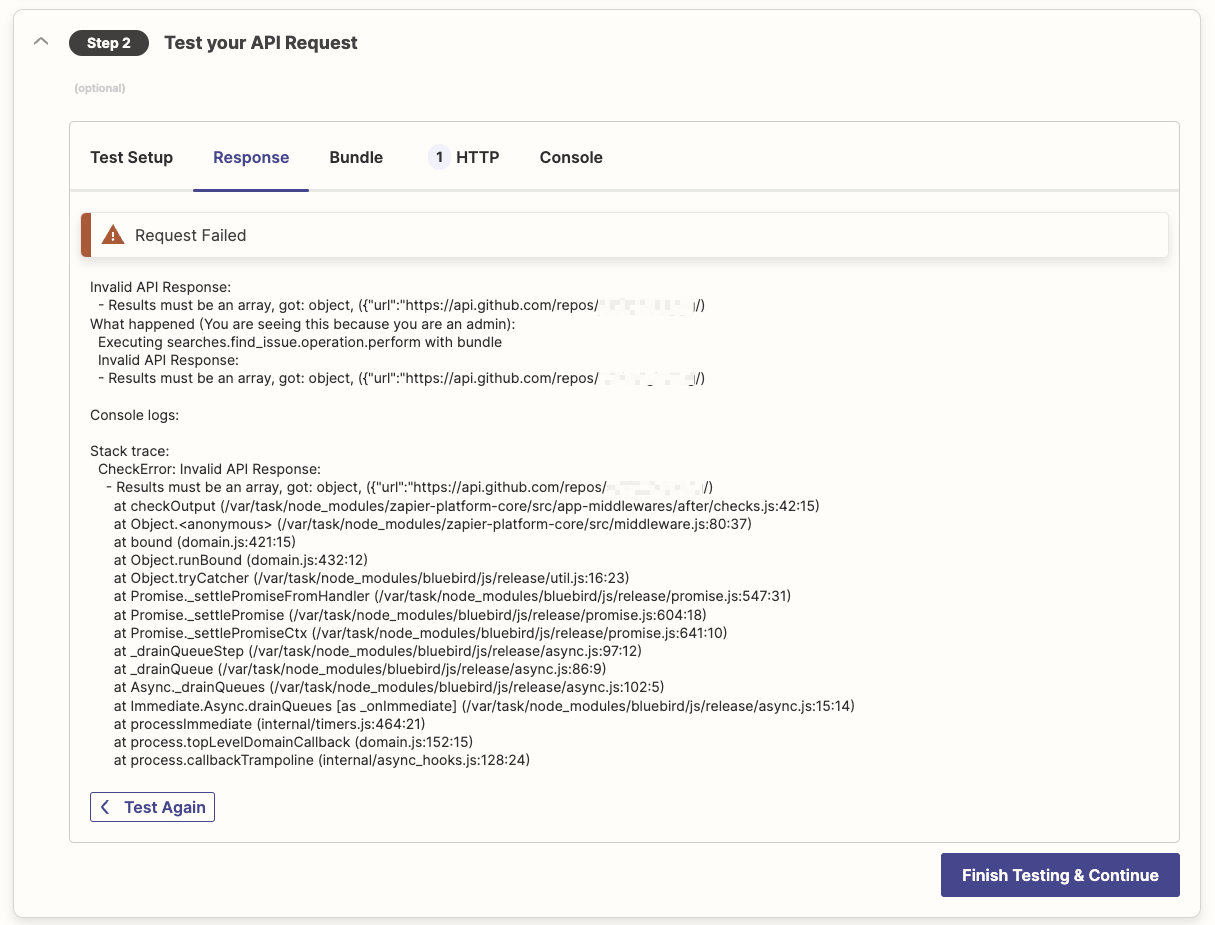 Step 2 Test your API Request
(optional)
Test Setup Response Bundle 1 HTTP Console
Request Failed
Invalid API Response:
- Results must be an array, got: object, ({"url":"https://api.github.com/repos/ /)
What happened (You are seeing this because you are an admin):
Executing searches.find_issue.operation.perform with bundle
Invalid API Response:
- Results must be an array, got: object, ({"url":"https://api.github.com/repos/ /)
Console logs:
Stack trace:
CheckError: Invalid API Response:
- Results must be an array, got: object, ({"url":"https://api.github.com/repos/ /)
at checkOutput (/var/task/node_modules/zapier-platform-core/src/app-middlewares/after/checks.js:42:15)
at Object.<anonymous> (/var/task/node_modules/zapier-platform-core/src/middleware.js:80:37)
at bound (domain.js:421:15)
at Object.runBound (domain.js:432:12)
at Object.tryCatcher (/var/task/node_modules/bluebird/js/release/util.js:16:23)
at Promise._settlePromiseFromHandler (/var/task/node_modules/bluebird/js/release/promise.js:547:31)
at Promise._settlePromise (/var/task/node_modules/bluebird/js/release/promise.js:604:18)
at Promise._settlePromiseCtx (/var/task/node_modules/bluebird/js/release/promise.js:641:10)
at _drainQueueStep (/var/task/node_modules/bluebird/js/release/async.js:97:12)
at _drainQueue (/var/task/node_modules/bluebird/js/release/async.js:86:9)
at Async._drainQueues (/var/task/node_modules/bluebird/js/release/async.js:102:5)
at Immediate.Async.drainQueues [as _onImmediate] (/var/task/node_modules/bluebird/js/release/async.js:15:14)
at processImmediate (internal/timers.js:464:21)
at process.topLevelDomainCallback (domain.js:152:15)
at process.callbackTrampoline (internal/async_hooks.js:128:24)
Test Again
Finish Testing & Continue